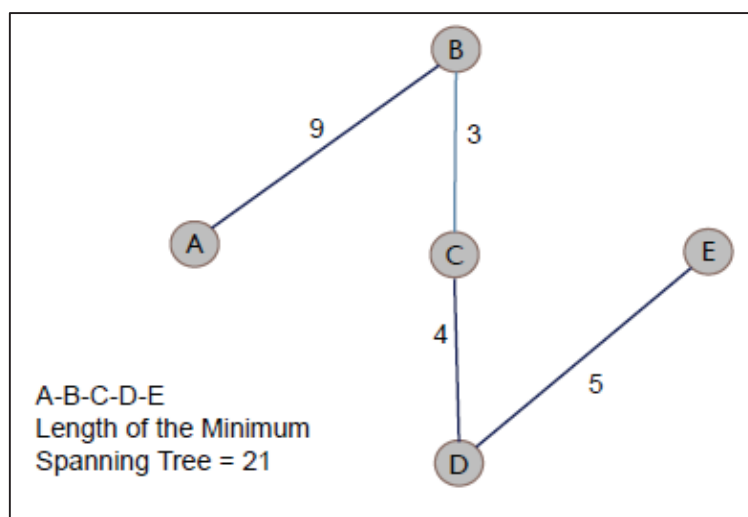 B
9
3
A
C
E
4
5
A-B-C-D-E
Length of the Minimum
Spanning Tree = 21
D